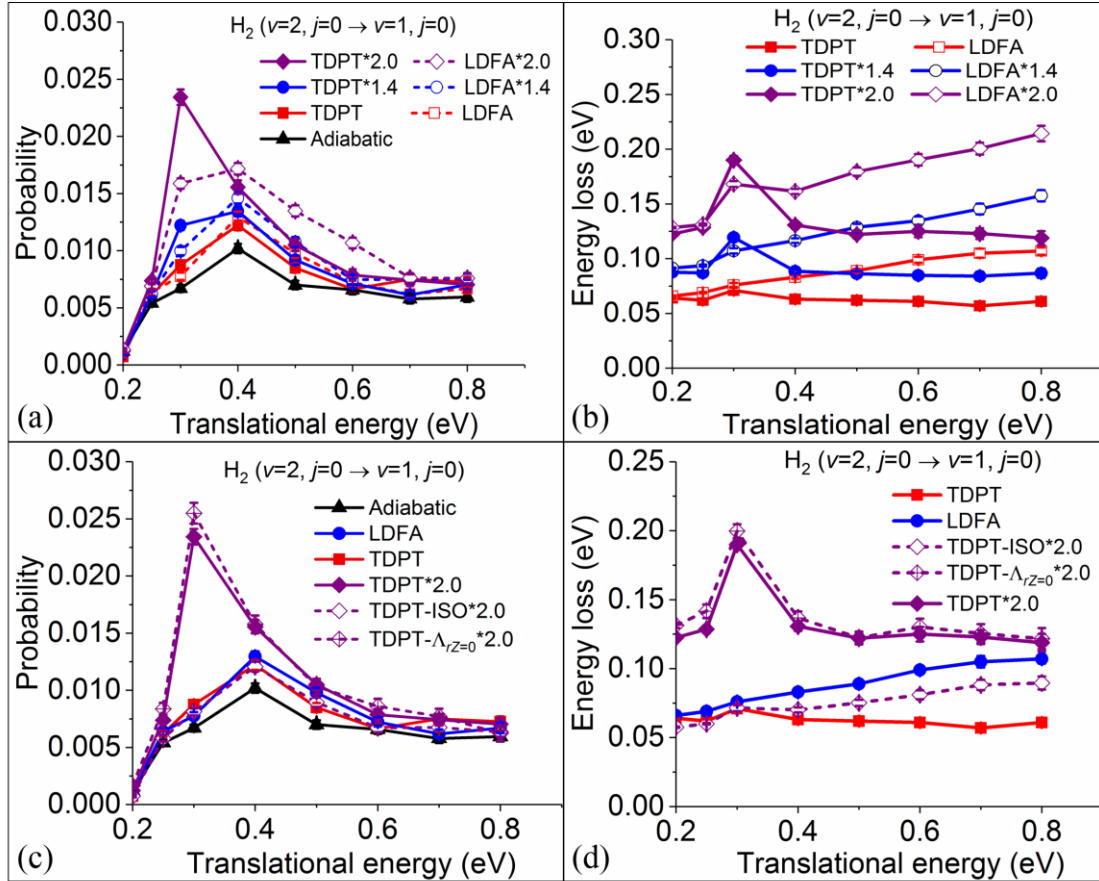 H₂ (v=2, j=0 → v=1, j=0)
TDPT*2.0 LDFA*2.0
TDPT*1.4 LDFA*1.4
TDPT LDFA
Adiabatic
Probability
0.030
0.025
0.020
0.015
0.010
0.005
0.000
0.2 0.4 0.6 0.8
(a) Translational energy (eV)
H₂ (v=2, j=0 → v=1, j=0)
TDPT LDFA
TDPT*1.4 LDFA*1.4
TDPT*2.0 LDFA*2.0
Energy loss (eV)
0.30
0.25
0.20
0.15
0.10
0.05
0.00
0.2 0.4 0.6 0.8
(b) Translational energy (eV)
H₂ (v=2, j=0 → v=1, j=0)
Adiabatic
LDFA
TDPT
TDPT*2.0
TDPT-ISO*2.0
TDPT-Λrz=0*2.0
Probability
0.030
0.025
0.020
0.015
0.010
0.005
0.000
0.2 0.4 0.6 0.8
(c) Translational energy (eV)
H₂ (v=2, j=0 → v=1, j=0)
TDPT
LDFA
TDPT-ISO*2.0
TDPT-Λrz=0*2.0
TDPT*2.0
Energy loss (eV)
0.25
0.20
0.15
0.10
0.05
0.00
0.2 0.4 0.6 0.8
(d) Translational energy (eV)